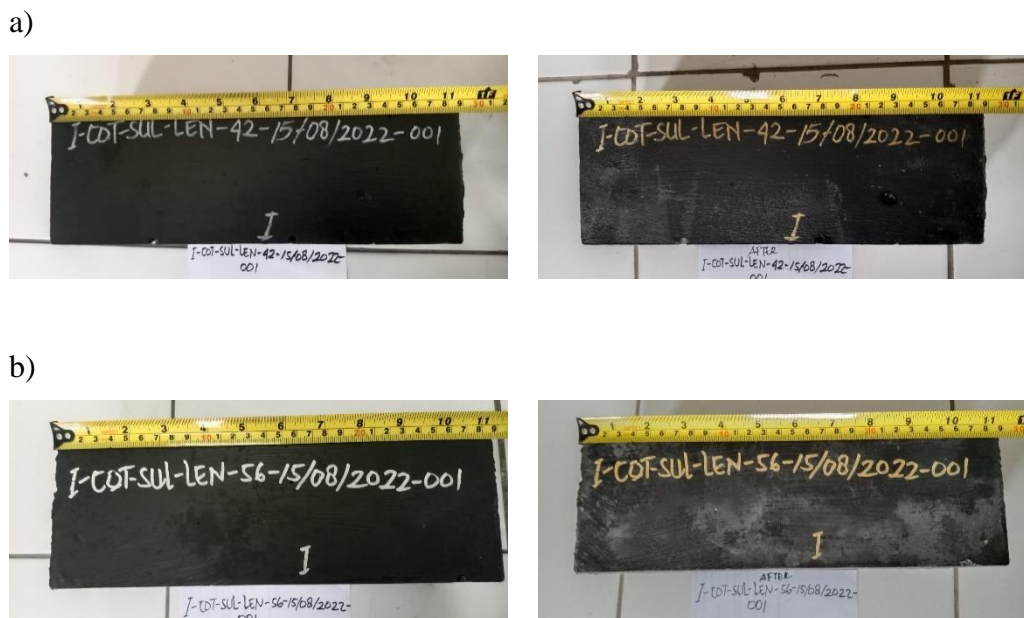 a)
I-COT-SUL-LEN-42-15/08/2022-001
I
I-COT-SUL-LEN-42-15/08/2022-
001
I-COT-SUL-LEN-42-15/08/2022-001
I
AFTER
I-COT-SUL-LEN-42-15/08/2022-
001
b)
I-COT-SUL-LEN-56-15/08/2022-001
I
I-COT-SUL-LEN-56-15/08/2022-
001
I-COT-SUL-LEN-56-15/08/2022-001
I
AFTER
I-COT-SUL-LEN-56-15/08/2022-
001